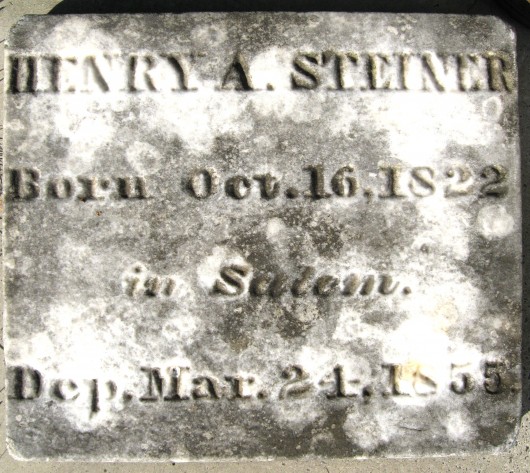 HENRY A. STEINER
Born Oct. 16, 1822
in Salem.
Dep. Mar. 24, 1855.